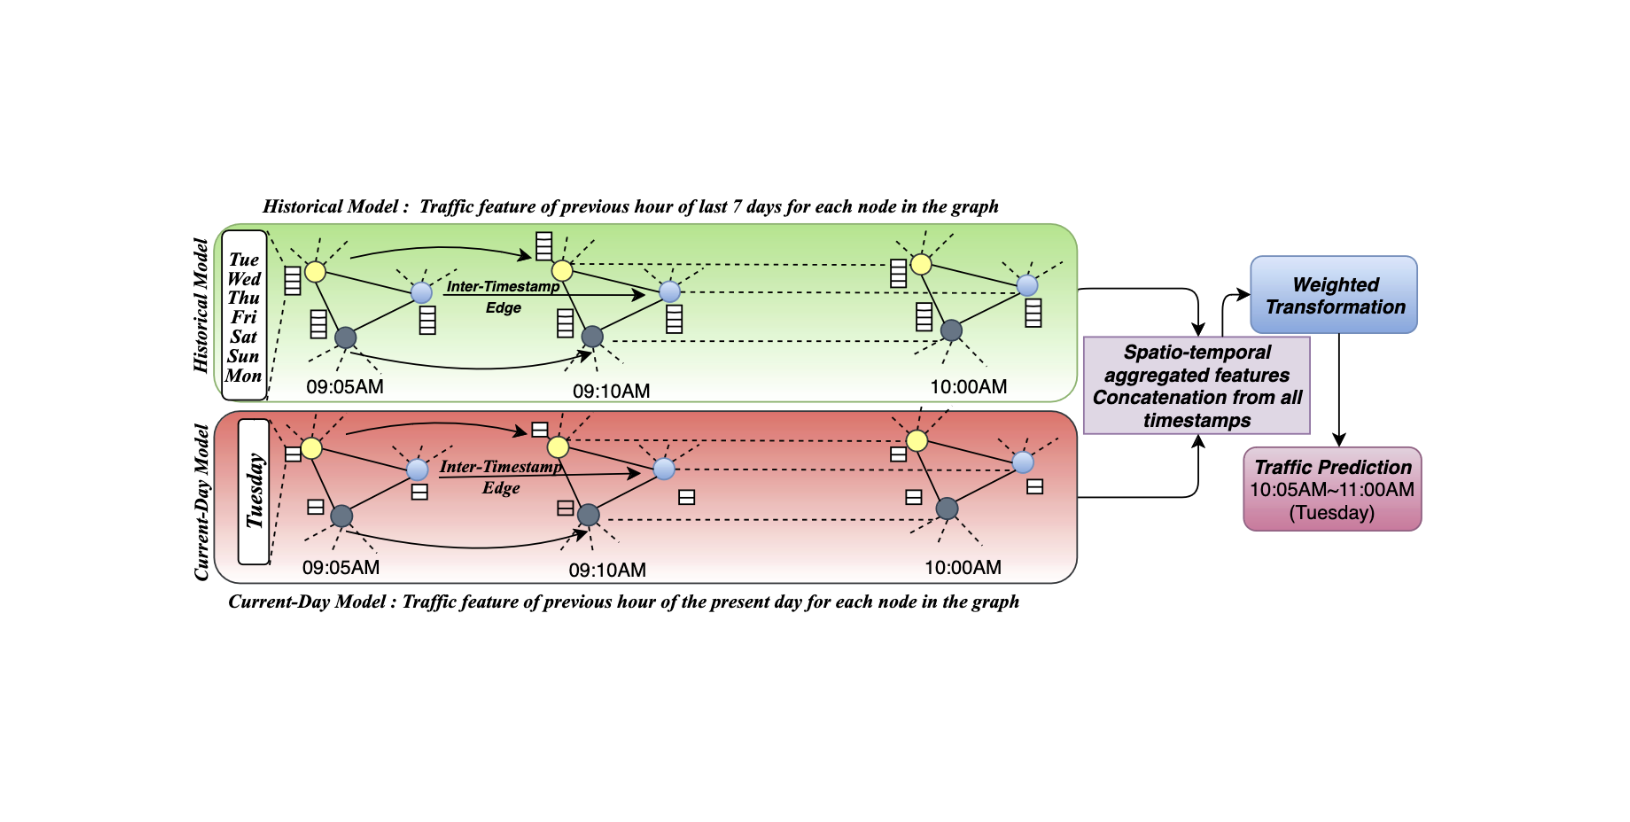 Historical Model :  Traffic feature of previous hour of last 7 days for each node in the graph
Historical Model
Tue
Wed
Thu
Fri
Sat
Sun
Mon
Inter-Timestamp
Edge
09:05AM
09:10AM
10:00AM
Current-Day Model
Tuesday
Inter-Timestamp
Edge
09:05AM
09:10AM
10:00AM
Current-Day Model : Traffic feature of previous hour of the present day for each node in the graph
Spatio-temporal
aggregated features
Concatenation from all
timestamps
Weighted
Transformation
Traffic Prediction
10:05AM~11:00AM
(Tuesday)